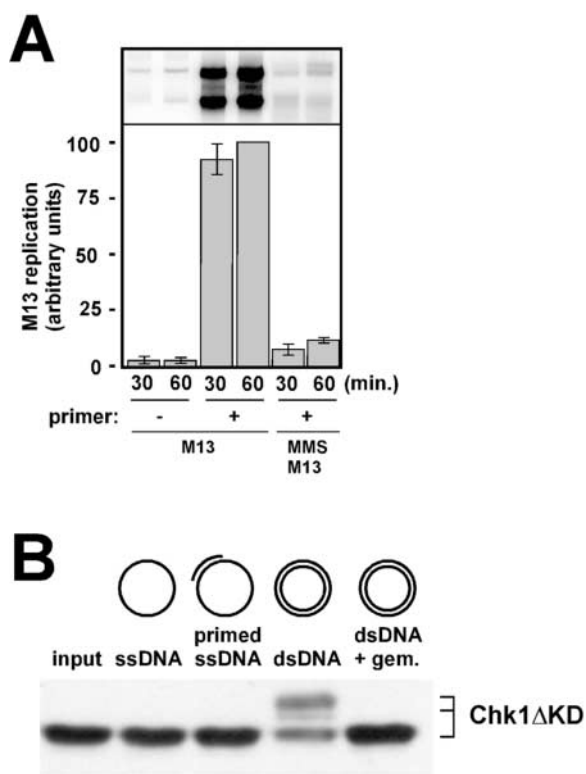 A
M13 replication
(arbitrary units)
100
75
50
25
0
30 60 30 60 30 60 (min.)
primer: - + +
M13 MMS
M13
B
primed dsDNA
input ssDNA ssDNA dsDNA + gem.
Chk1ΔKD